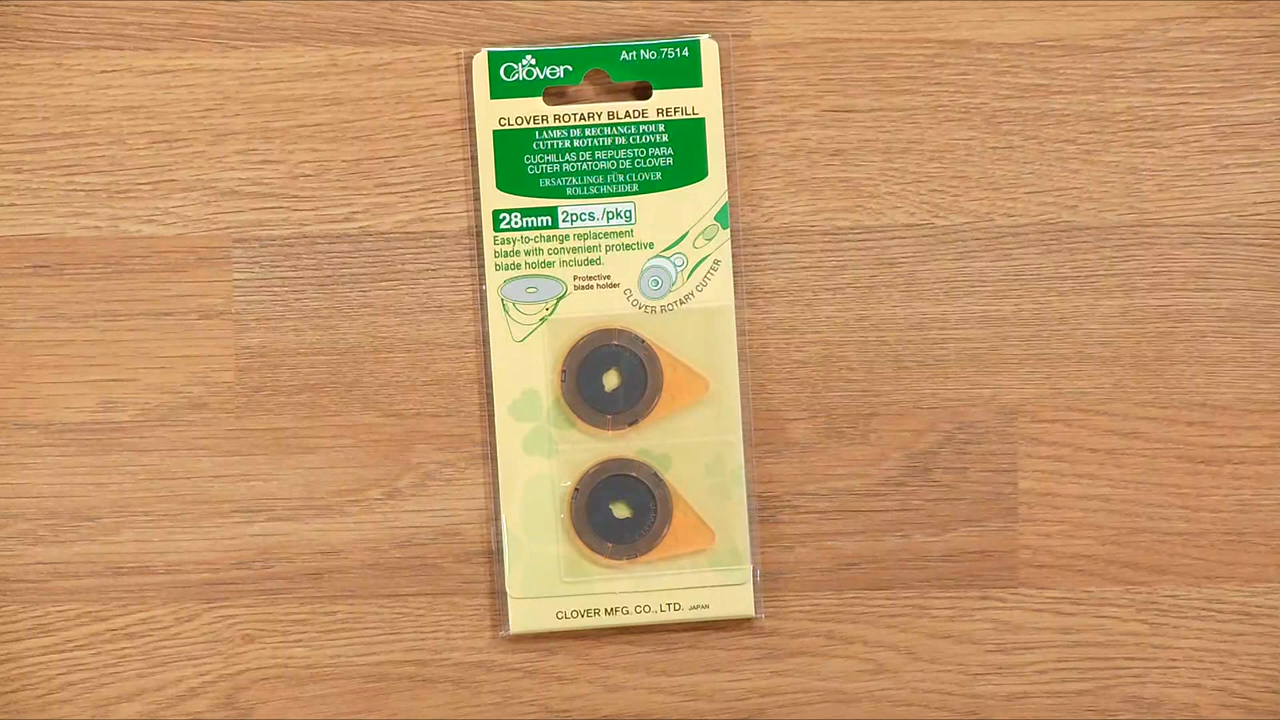 Clover
Art No.7514
CLOVER ROTARY BLADE REFILL
LAMES DE RECHANGE POUR
CUTTER ROTATIF DE CLOVER
CUCHILLAS DE REPUESTO PARA
CUTER ROTATORIO DE CLOVER
ERSATZKLINGE FÜR CLOVER
ROLLSCHNEIDER
28mm 2pcs./pkg
Easy-to-change replacement
blade with convenient protective
blade holder included.
Protective
blade holder
CLOVER ROTARY CUTTER
CLOVER
CLOVER MFG. CO., LTD. JAPAN